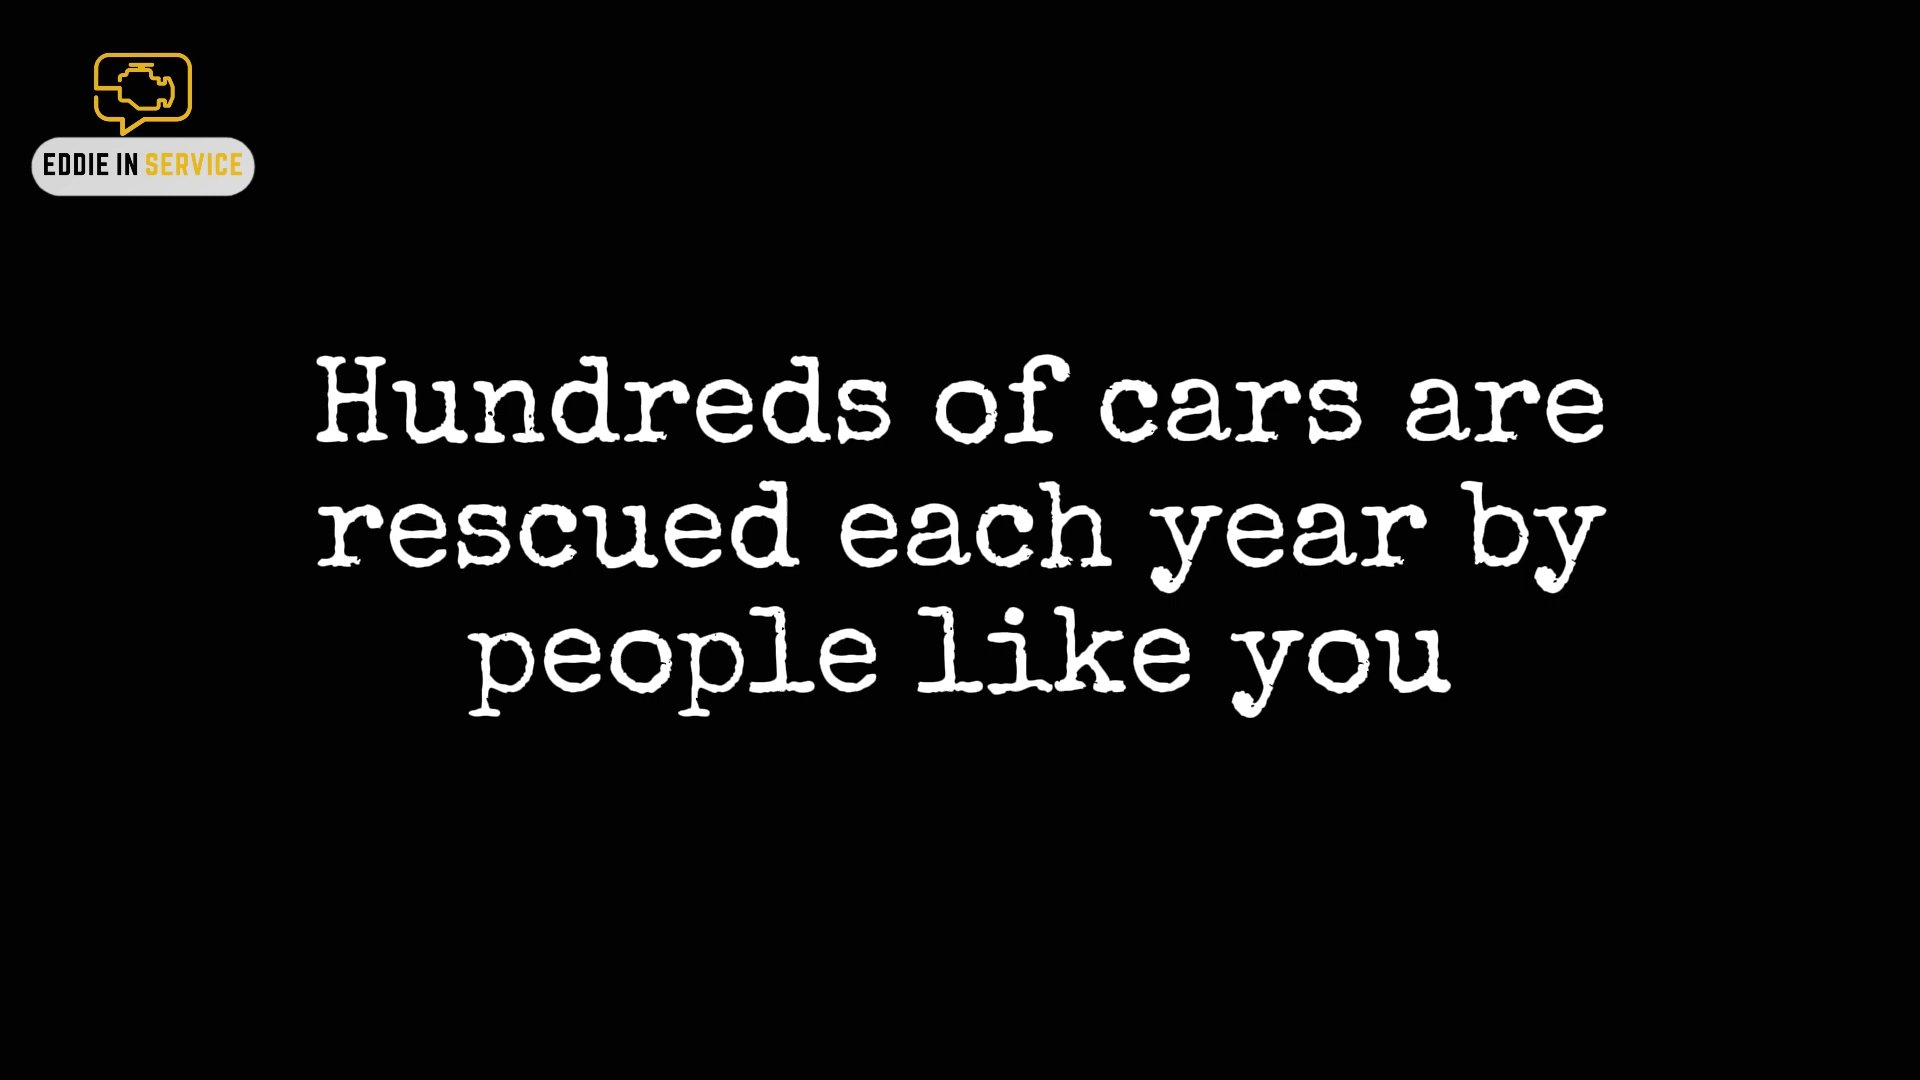 EDDIE IN SERVICE
Hundreds of cars are
rescued each year by
people like you